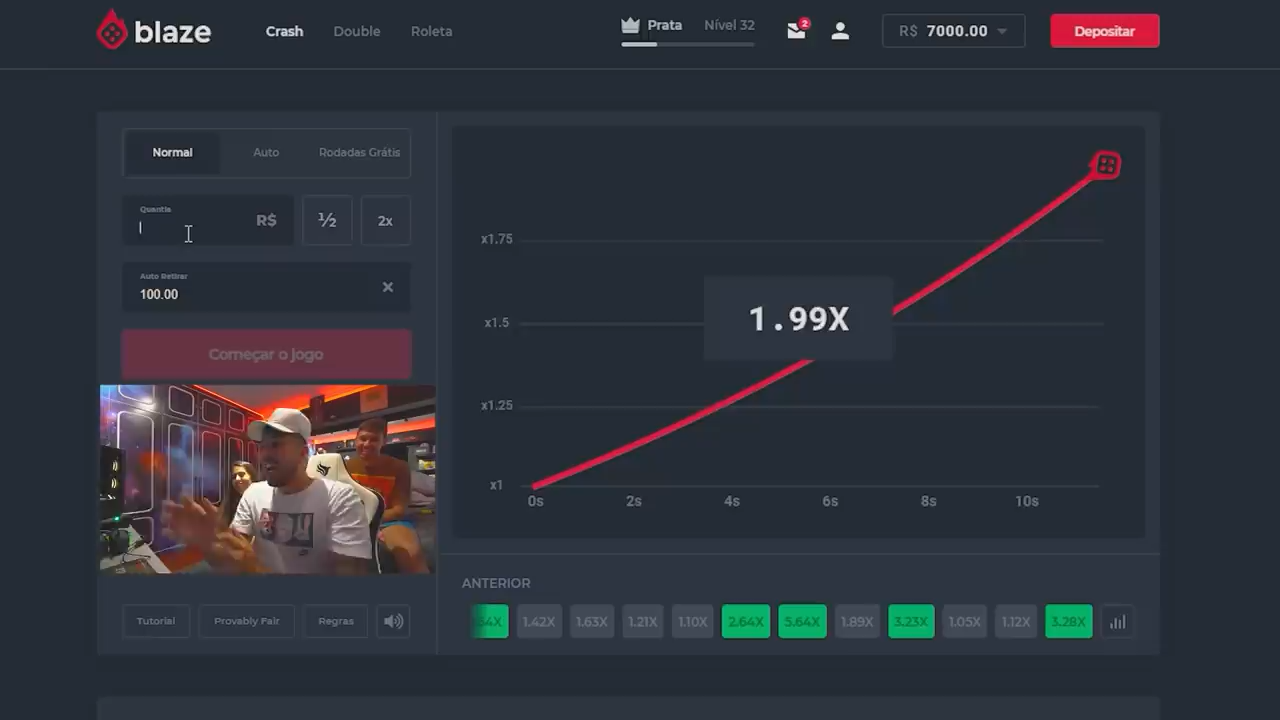 blaze
Crash
Double
Roleta
Prata
Nível 32
2
R$ 7000.00
Depositar
Normal
Auto
Rodadas Grátis
Quantia
R$
½
2x
Auto Retirar
100.00
Começar o jogo
Tutorial
Provably Fair
Regras
x1.75
x1.5
x1.25
x1
1.99X
0s
2s
4s
6s
8s
10s
ANTERIOR
1.42X
1.63X
1.21X
1.10X
2.64X
5.64X
1.89X
3.23X
1.05X
1.12X
3.28X